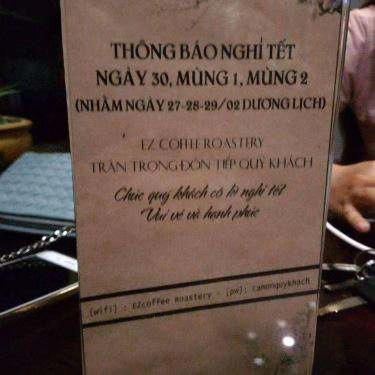 THÔNG BÁO NGHỈ TẾT
NGÀY 30, MÙNG 1, MÙNG 2
(NHẰM NGÀY 27-28-29/02 DƯƠNG LỊCH)
EZ COFFEE ROASTERY
TRÂN TRỌNG ĐÓN TIẾP QUÝ KHÁCH
Chúc quý khách có kì nghỉ tết
Vui vẻ và hạnh phúc
[wifi] : EZcoffee Roastery - [pw]: camonquykhach